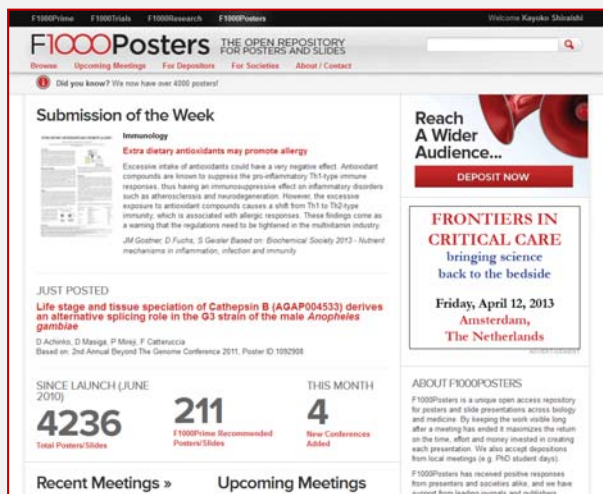 F1000Prime F1000Trials F1000Research F1000Posters
Welcome Kayoko Shiraishi
F1000Posters THE OPEN REPOSITORY
FOR POSTERS AND SLIDES
Browse Upcoming Meetings For Depositors For Societies About / Contact
Did you know? We now have over 4000 posters!
Submission of the Week
Immunology
Extra dietary antioxidants may promote allergy
Excessive intake of antioxidants could have a very negative effect. Antioxidant
compounds are known to suppress the pro-inflammatory Th1-type immune
responses, thus having an immunosuppressive effect on inflammatory disorders
such as atherosclerosis and neurodegeneration. However, the excessive
exposure to antioxidant compounds causes a shift from Th1 to Th2-type
immunity, which is associated with allergic responses. These findings come as
a warning that the regulations need to be tightened in the multivitamin industry.
JM Gostner, D Fuchs, S Geisler Based on: Biochemical Society 2013 - Nutrient
mechanisms in inflammation, infection and immunity
JUST POSTED
Life stage and tissue speciation of Cathepsin B (AGAP004533) derives
an alternative splicing role in the G3 strain of the male Anopheles
gambiae
D Achinko, D Masiga, P Mireji, F Catteruccia
Based on: 2nd Annual Beyond The Genome Conference 2011, Poster ID:1092908
SINCE LAUNCH (JUNE
2010)
4236
Total Posters/Slides
211
F1000Prime Recommended
Posters/Slides
THIS MONTH
4
New Conferences
Added
Recent Meetings »
Upcoming Meetings
Reach
A Wider
Audience...
DEPOSIT NOW
FRONTIERS IN
CRITICAL CARE
bringing science
back to the bedside
Friday, April 12, 2013
Amsterdam,
The Netherlands
ADVERTISEMENT
ABOUT F1000POSTERS
F1000Posters is a unique open access repository
for posters and slide presentations across biology
and medicine. By keeping the work visible long
after a meeting has ended it maximizes the return
on the time, effort and money invested in creating
each presentation. We also accept depositions
from local meetings (e.g. PhD student days).
F1000Posters has received positive responses
from presenters and societies alike, and we have
support from leading journals and publishers